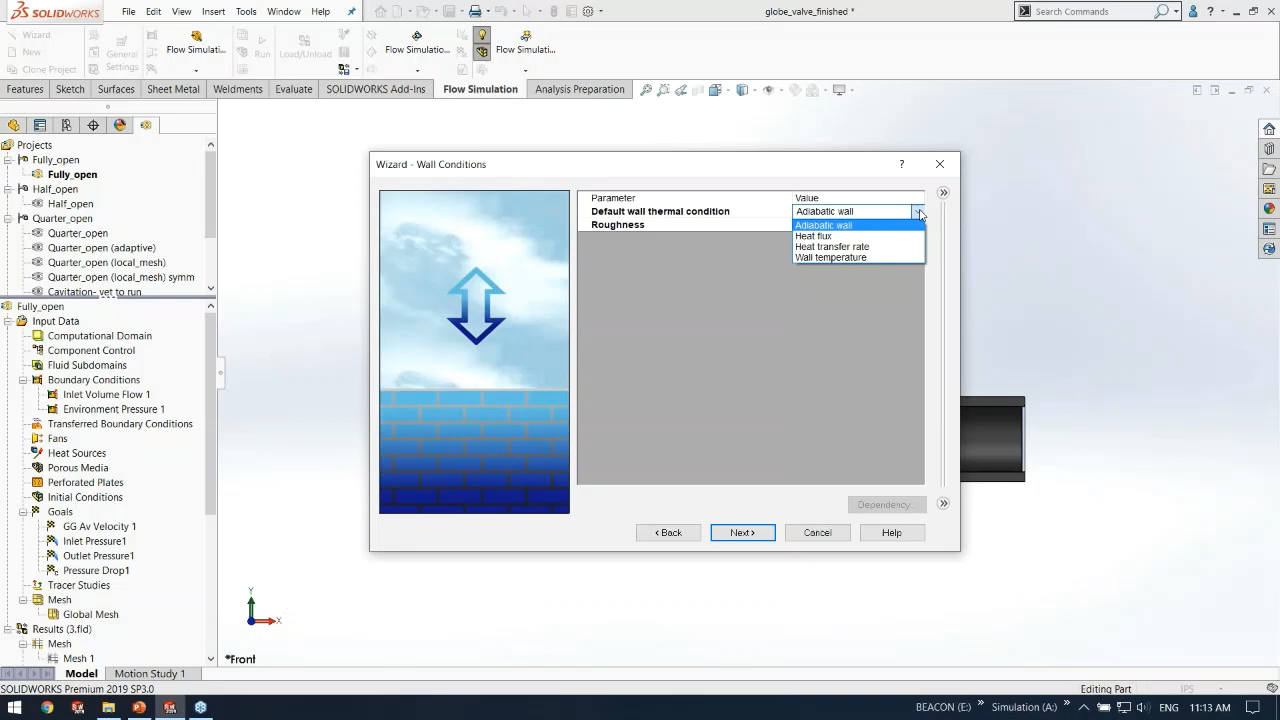 SOLIDWORKS File Edit View Insert Tools Window Help globe_valve_finished * Search Commands ?
Wizard
New
Clone Project
General Settings
Flow Simulati...
Run
Load/Unload
Flow Simulatio...
Flow Simulati...
Features Sketch Surfaces Sheet Metal Weldments Evaluate SOLIDWORKS Add-Ins Flow Simulation Analysis Preparation
Projects
Fully_open
Fully_open
Half_open
Half_open
Quarter_open
Quarter_open
Quarter_open (adaptive)
Quarter_open (local_mesh)
Quarter_open (local_mesh) symm
Cavitation- yet to run
Fully_open
Input Data
Computational Domain
Component Control
Fluid Subdomains
Boundary Conditions
Inlet Volume Flow 1
Environment Pressure 1
Transferred Boundary Conditions
Fans
Heat Sources
Porous Media
Perforated Plates
Initial Conditions
Goals
GG Av Velocity 1
Inlet Pressure1
Outlet Pressure1
Pressure Drop1
Tracer Studies
Mesh
Global Mesh
Results (3.fld)
Mesh
Mesh 1
Wizard - Wall Conditions ?
Parameter Value
Default wall thermal condition Adiabatic wall
Roughness
Adiabatic wall
Heat flux
Heat transfer rate
Wall temperature
Dependency...
< Back Next > Cancel Help
Y
X
*Front
Model Motion Study 1
SOLIDWORKS Premium 2019 SP3.0 Editing Part IPS
BEACON (E:) » Simulation (A:) » ENG 11:13 AM